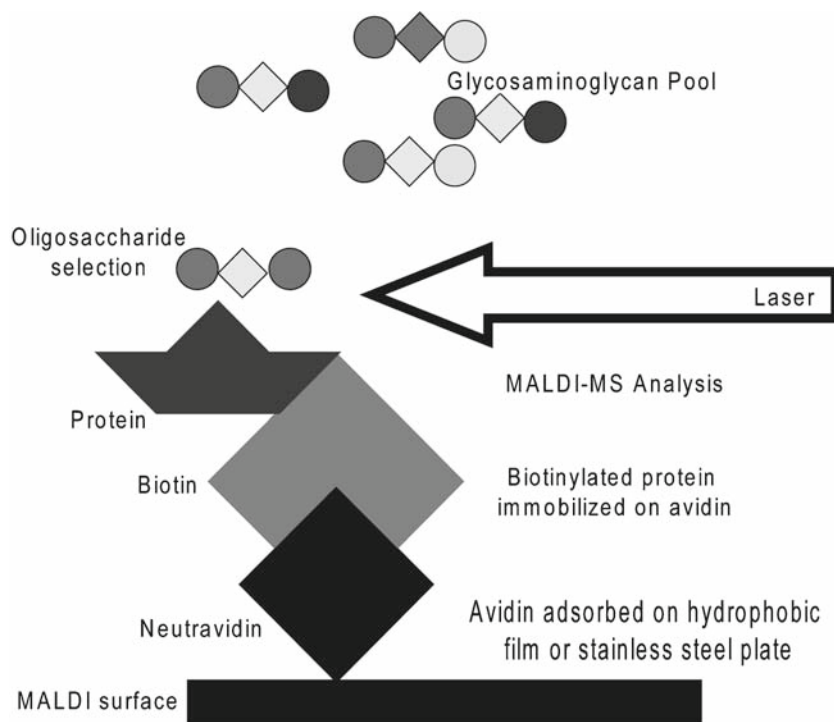 Glycosaminoglycan Pool
Oligosaccharide
selection
Laser
MALDI-MS Analysis
Protein
Biotin
Biotinylated protein
immobilized on avidin
Neutravidin
Avidin adsorbed on hydrophobic
film or stainless steel plate
MALDI surface